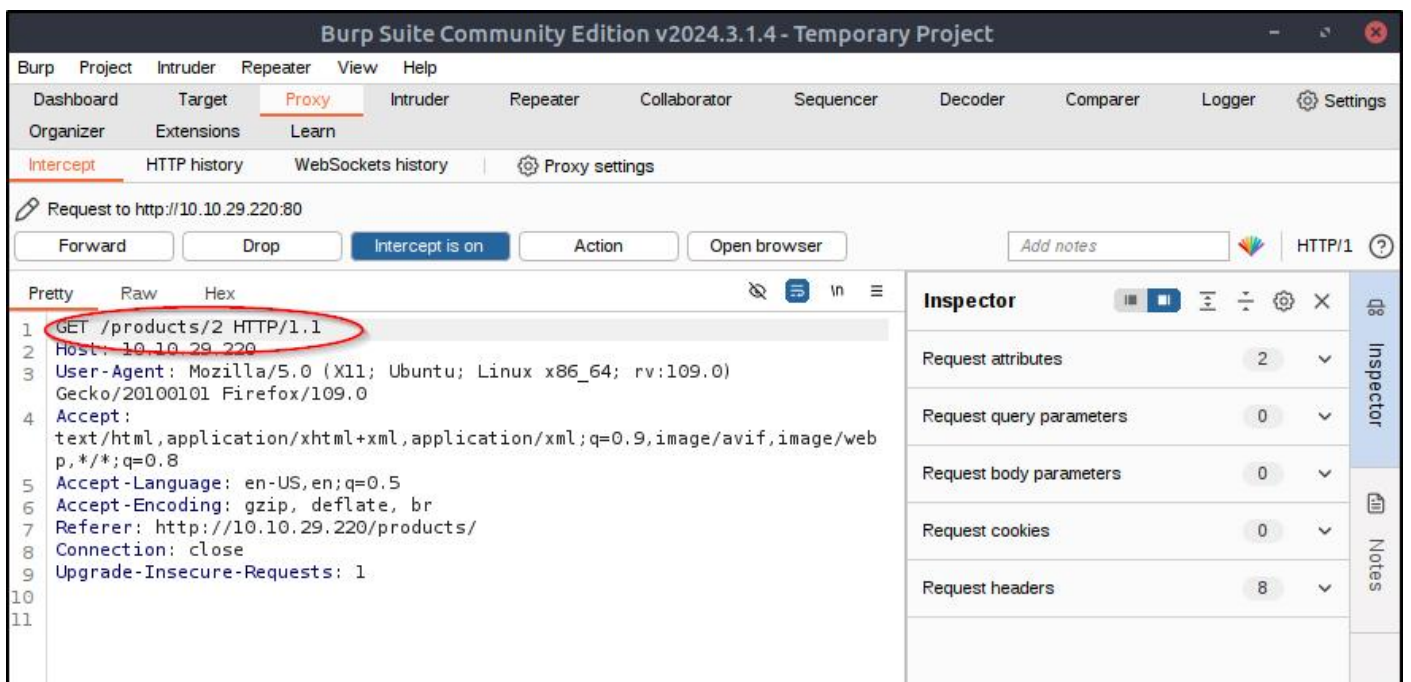 Burp Suite Community Edition v2024.3.1.4 - Temporary Project
Burp Project Intruder Repeater View Help
Dashboard Target Proxy Intruder Repeater Collaborator Sequencer Decoder Comparer Logger Settings
Organizer Extensions Learn
Intercept HTTP history WebSockets history Proxy settings
Request to http://10.10.29.220:80
Forward Drop Intercept is on Action Open browser Add notes HTTP/1
Pretty Raw Hex \n
Inspector
1 GET /products/2 HTTP/1.1
2 Host: 10.10.29.220
3 User-Agent: Mozilla/5.0 (X11; Ubuntu; Linux x86_64; rv:109.0)
Gecko/20100101 Firefox/109.0
4 Accept:
text/html,application/xhtml+xml,application/xml;q=0.9,image/avif,image/web
p,*/*;q=0.8
5 Accept-Language: en-US,en;q=0.5
6 Accept-Encoding: gzip, deflate, br
7 Referer: http://10.10.29.220/products/
8 Connection: close
9 Upgrade-Insecure-Requests: 1
10
11
Request attributes 2
Request query parameters 0
Request body parameters 0
Request cookies 0
Request headers 8
Inspector
Notes